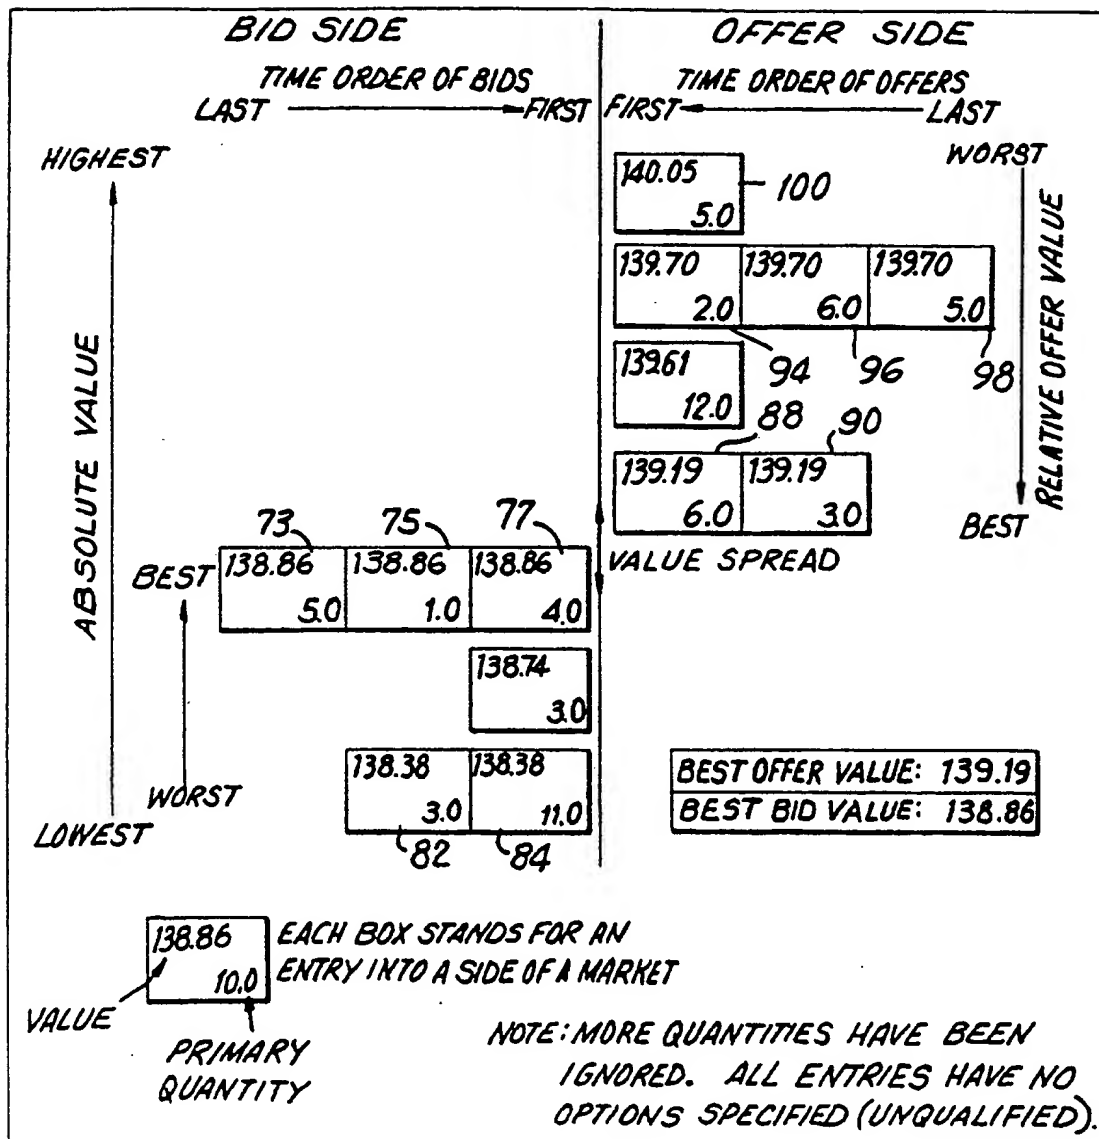 BID SIDE
OFFER SIDE
TIME ORDER OF BIDS
LAST FIRST
TIME ORDER OF OFFERS
FIRST LAST
HIGHEST
ABSOLUTE VALUE
LOWEST
WORST
RELATIVE OFFER VALUE
BEST
140.05
5.0
100
139.70 139.70 139.70
2.0 6.0 5.0
94 96 98
139.61
12.0
88 90
139.19 139.19
6.0 3.0
VALUE SPREAD
73 75 77
BEST
138.86 138.86 138.86
5.0 1.0 4.0
138.74
3.0
WORST
138.38 138.38
3.0 11.0
82 84
BEST OFFER VALUE: 139.19
BEST BID VALUE: 138.86
138.86
10.0
VALUE
PRIMARY
QUANTITY
EACH BOX STANDS FOR AN
ENTRY INTO A SIDE OF A MARKET
NOTE: MORE QUANTITIES HAVE BEEN
IGNORED. ALL ENTRIES HAVE NO
OPTIONS SPECIFIED (UNQUALIFIED).